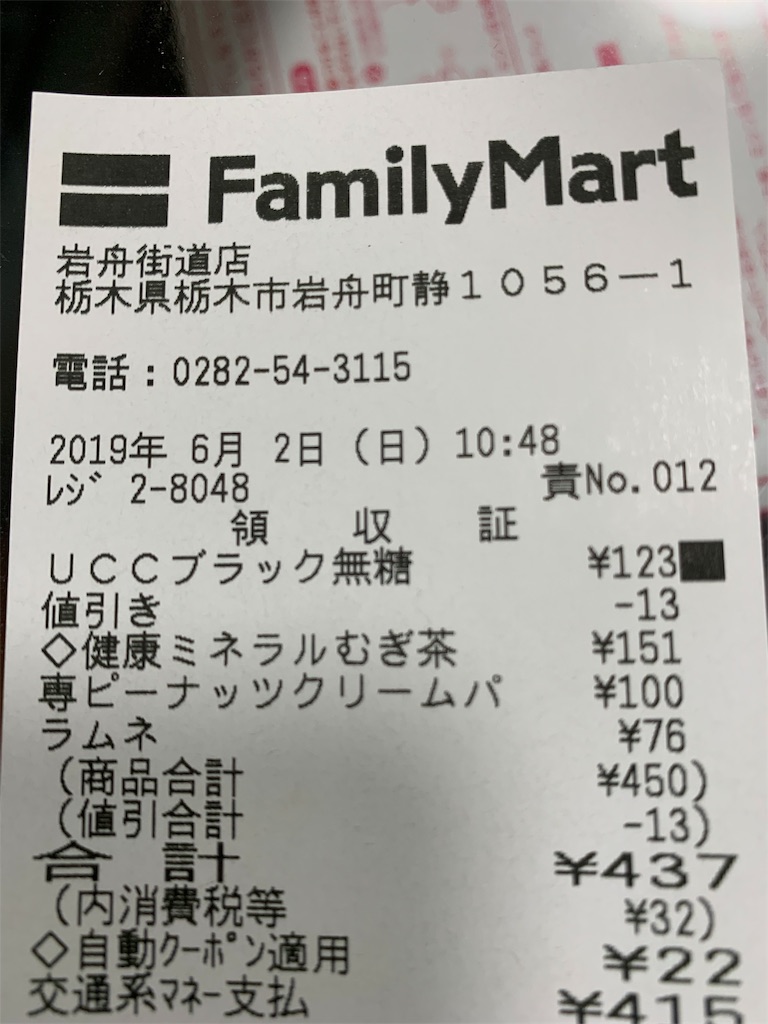 FamilyMart
岩舟街道店
栃木県栃木市岩舟町静１０５６－１
電話：0282-54-3115
2019年 6月 2日（日）10:48
ﾚｼﾞ 2-8048 責No.012
領 収 証
ＵＣＣブラック無糖 ¥123
値引き -13
◇健康ミネラルむぎ茶 ¥151
専ピーナッツクリームパ ¥100
ラムネ ¥76
（商品合計 ¥450）
（値引合計 -13）
合 計 ¥437
（内消費税等 ¥32）
◇自動ｸｰﾎﾟﾝ適用 ¥22
交通系ﾏﾈｰ支払 ¥415